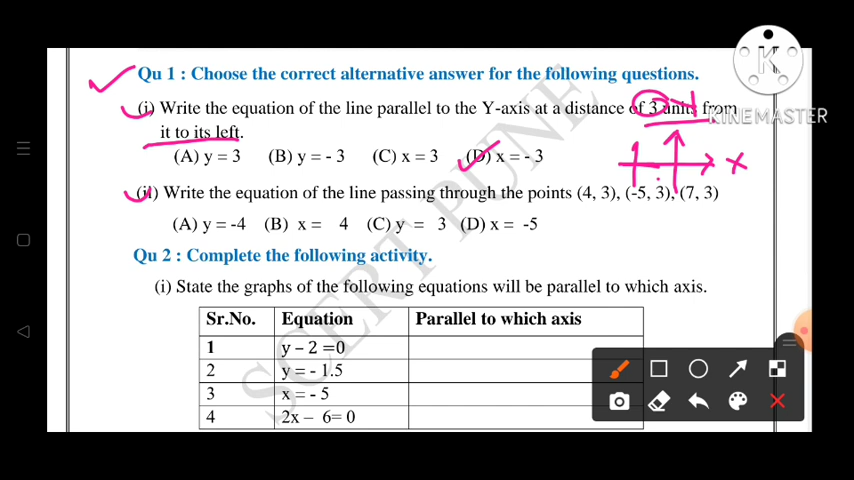 Qu 1 : Choose the correct alternative answer for the following questions.
(i) Write the equation of the line parallel to the Y-axis at a distance of 3 units from
it to its left.
(A) y = 3 (B) y = - 3 (C) x = 3 (D) x = - 3
(ii) Write the equation of the line passing through the points (4, 3), (-5, 3), (7, 3)
(A) y = -4 (B) x = 4 (C) y = 3 (D) x = -5
Qu 2 : Complete the following activity.
(i) State the graphs of the following equations will be parallel to which axis.
Sr.No. Equation Parallel to which axis
1 y – 2 =0
2 y = - 1.5
3 x = - 5
4 2x – 6= 0
SCERT PUNE
K
KINEMASTER
x